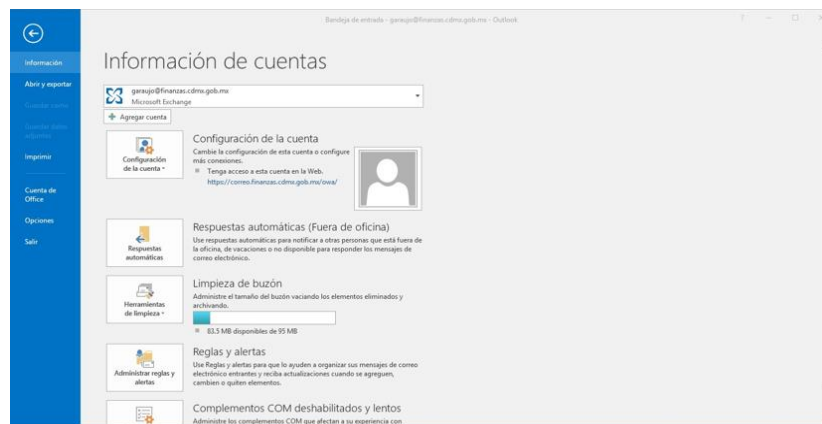 Bandeja de entrada - garaujo@finanzas.cdmx.gob.mx - Outlook
Información
Abrir y exportar
Guardar como
Guardar datos
adjuntos
Imprimir
Cuenta de
Office
Opciones
Salir
Información de cuentas
garaujo@finanzas.cdmx.gob.mx
Microsoft Exchange
Agregar cuenta
Configuración
de la cuenta
Configuración de la cuenta
Cambie la configuración de esta cuenta o configure
más conexiones.
Tenga acceso a esta cuenta en la Web.
https://correo.finanzas.cdmx.gob.mx/owa/
Respuestas
automáticas
Respuestas automáticas (Fuera de oficina)
Use respuestas automáticas para notificar a otras personas que está fuera de
la oficina, de vacaciones o no disponible para responder los mensajes de
correo electrónico.
Herramientas
de limpieza
Limpieza de buzón
Administre el tamaño del buzón vaciando los elementos eliminados y
archivando.
83.5 MB disponibles de 95 MB
Administrar reglas y
alertas
Reglas y alertas
Use Reglas y alertas para que lo ayuden a organizar sus mensajes de correo
electrónico entrantes y reciba actualizaciones cuando se agreguen,
cambien o quiten elementos.
Complementos COM deshabilitados y lentos
Administre los complementos COM que afectan a su experiencia con